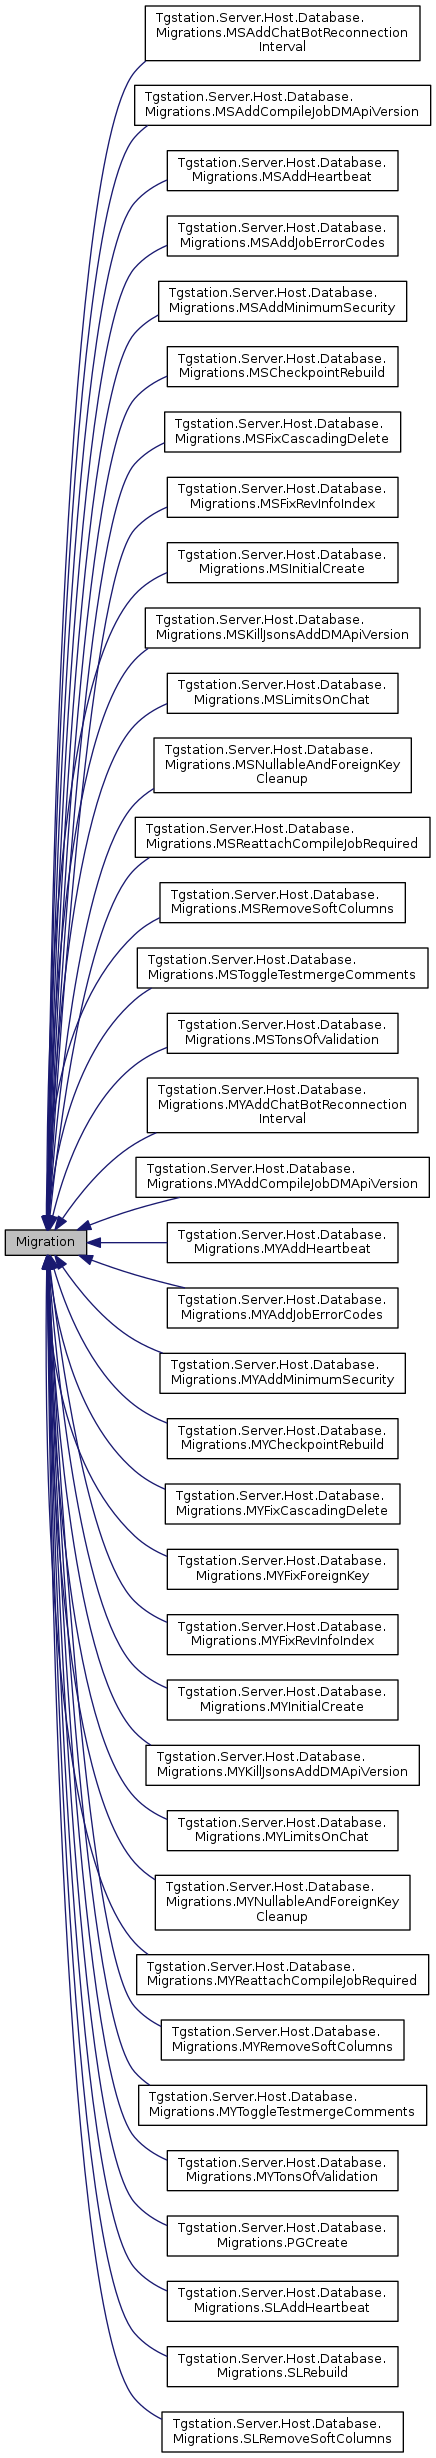 Tgstation.Server.Host.Database.
Migrations.MSAddChatBotReconnection
Interval
Tgstation.Server.Host.Database.
Migrations.MSAddCompileJobDMApiVersion
Tgstation.Server.Host.Database.
Migrations.MSAddHeartbeat
Tgstation.Server.Host.Database.
Migrations.MSAddJobErrorCodes
Tgstation.Server.Host.Database.
Migrations.MSAddMinimumSecurity
Tgstation.Server.Host.Database.
Migrations.MSCheckpointRebuild
Tgstation.Server.Host.Database.
Migrations.MSFixCascadingDelete
Tgstation.Server.Host.Database.
Migrations.MSFixRevInfoIndex
Tgstation.Server.Host.Database.
Migrations.MSInitialCreate
Tgstation.Server.Host.Database.
Migrations.MSKillJsonsAddDMApiVersion
Tgstation.Server.Host.Database.
Migrations.MSLimitsOnChat
Tgstation.Server.Host.Database.
Migrations.MSNullableAndForeignKey
Cleanup
Tgstation.Server.Host.Database.
Migrations.MSReattachCompileJobRequired
Tgstation.Server.Host.Database.
Migrations.MSRemoveSoftColumns
Tgstation.Server.Host.Database.
Migrations.MSToggleTestmergeComments
Tgstation.Server.Host.Database.
Migrations.MSTonsOfValidation
Tgstation.Server.Host.Database.
Migrations.MYAddChatBotReconnection
Interval
Tgstation.Server.Host.Database.
Migrations.MYAddCompileJobDMApiVersion
Migration
Tgstation.Server.Host.Database.
Migrations.MYAddHeartbeat
Tgstation.Server.Host.Database.
Migrations.MYAddJobErrorCodes
Tgstation.Server.Host.Database.
Migrations.MYAddMinimumSecurity
Tgstation.Server.Host.Database.
Migrations.MYCheckpointRebuild
Tgstation.Server.Host.Database.
Migrations.MYFixCascadingDelete
Tgstation.Server.Host.Database.
Migrations.MYFixForeignKey
Tgstation.Server.Host.Database.
Migrations.MYFixRevInfoIndex
Tgstation.Server.Host.Database.
Migrations.MYInitialCreate
Tgstation.Server.Host.Database.
Migrations.MYKillJsonsAddDMApiVersion
Tgstation.Server.Host.Database.
Migrations.MYLimitsOnChat
Tgstation.Server.Host.Database.
Migrations.MYNullableAndForeignKey
Cleanup
Tgstation.Server.Host.Database.
Migrations.MYReattachCompileJobRequired
Tgstation.Server.Host.Database.
Migrations.MYRemoveSoftColumns
Tgstation.Server.Host.Database.
Migrations.MYToggleTestmergeComments
Tgstation.Server.Host.Database.
Migrations.MYTonsOfValidation
Tgstation.Server.Host.Database.
Migrations.PGCreate
Tgstation.Server.Host.Database.
Migrations.SLAddHeartbeat
Tgstation.Server.Host.Database.
Migrations.SLRebuild
Tgstation.Server.Host.Database.
Migrations.SLRemoveSoftColumns